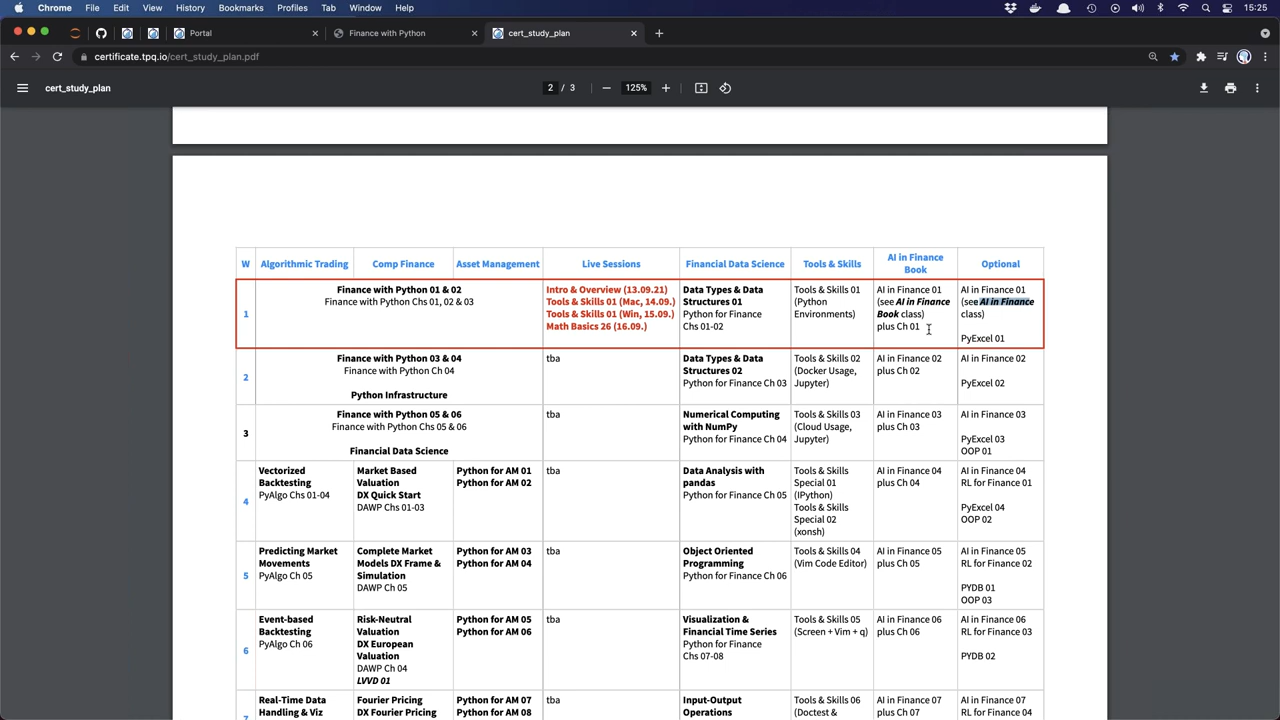 Chrome File Edit View History Bookmarks Profiles Tab Window Help 15:25
Portal Finance with Python cert_study_plan
certificate.tpq.io/cert_study_plan.pdf
cert_study_plan 2 / 3 125%
W Algorithmic Trading Comp Finance Asset Management Live Sessions Financial Data Science Tools & Skills AI in Finance Book Optional
1
Finance with Python 01 & 02
Finance with Python Chs 01, 02 & 03
Intro & Overview (13.09.21)
Tools & Skills 01 (Mac, 14.09.)
Tools & Skills 01 (Win, 15.09.)
Math Basics 26 (16.09.)
Data Types & Data
Structures 01
Python for Finance
Chs 01-02
Tools & Skills 01
(Python
Environments)
AI in Finance 01
(see AI in Finance
Book class)
plus Ch 01
AI in Finance 01
(see AI in Finance
class)
PyExcel 01
2
Finance with Python 03 & 04
Finance with Python Ch 04
Python Infrastructure
tba
Data Types & Data
Structures 02
Python for Finance Ch 03
Tools & Skills 02
(Docker Usage,
Jupyter)
AI in Finance 02
plus Ch 02
AI in Finance 02
PyExcel 02
3
Finance with Python 05 & 06
Finance with Python Chs 05 & 06
Financial Data Science
tba
Numerical Computing
with NumPy
Python for Finance Ch 04
Tools & Skills 03
(Cloud Usage,
Jupyter)
AI in Finance 03
plus Ch 03
AI in Finance 03
PyExcel 03
OOP 01
4
Vectorized
Backtesting
PyAlgo Chs 01-04
Market Based
Valuation
DX Quick Start
DAWP Chs 01-03
Python for AM 01
Python for AM 02
tba
Data Analysis with
pandas
Python for Finance Ch 05
Tools & Skills
Special 01
(IPython)
Tools & Skills
Special 02
(xonsh)
AI in Finance 04
plus Ch 04
AI in Finance 04
RL for Finance 01
PyExcel 04
OOP 02
5
Predicting Market
Movements
PyAlgo Ch 05
Complete Market
Models DX Frame &
Simulation
DAWP Ch 05
Python for AM 03
Python for AM 04
tba
Object Oriented
Programming
Python for Finance Ch 06
Tools & Skills 04
(Vim Code Editor)
AI in Finance 05
plus Ch 05
AI in Finance 05
RL for Finance 02
PYDB 01
OOP 03
6
Event-based
Backtesting
PyAlgo Ch 06
Risk-Neutral
Valuation
DX European
Valuation
DAWP Ch 04
LVVD 01
Python for AM 05
Python for AM 06
tba
Visualization &
Financial Time Series
Python for Finance
Chs 07-08
Tools & Skills 05
(Screen + Vim + q)
AI in Finance 06
plus Ch 06
AI in Finance 06
RL for Finance 03
PYDB 02
7
Real-Time Data
Handling & Viz
Fourier Pricing
DX Fourier Pricing
Python for AM 07
Python for AM 08
tba
Input-Output
Operations
Tools & Skills 06
(Doctest &
AI in Finance 07
plus Ch 07
AI in Finance 07
RL for Finance 04